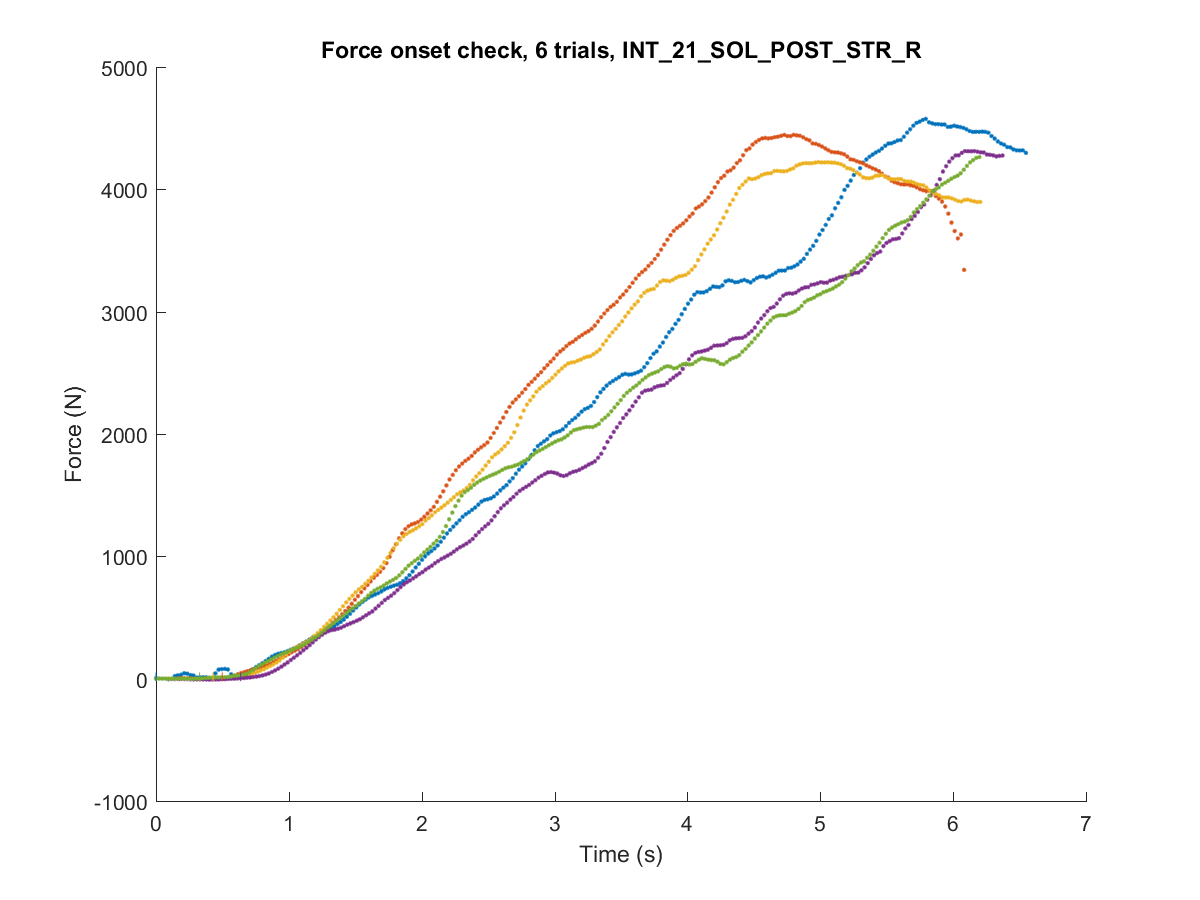 Force onset check, 6 trials, INT_21_SOL_POST_STR_R
5000
4000
3000
2000
1000
0
-1000
Force (N)
0 1 2 3 4 5 6 7
Time (s)